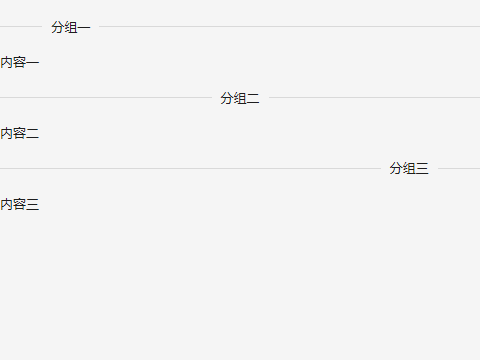 分组一
内容一
分组二
内容二
分组三
内容三